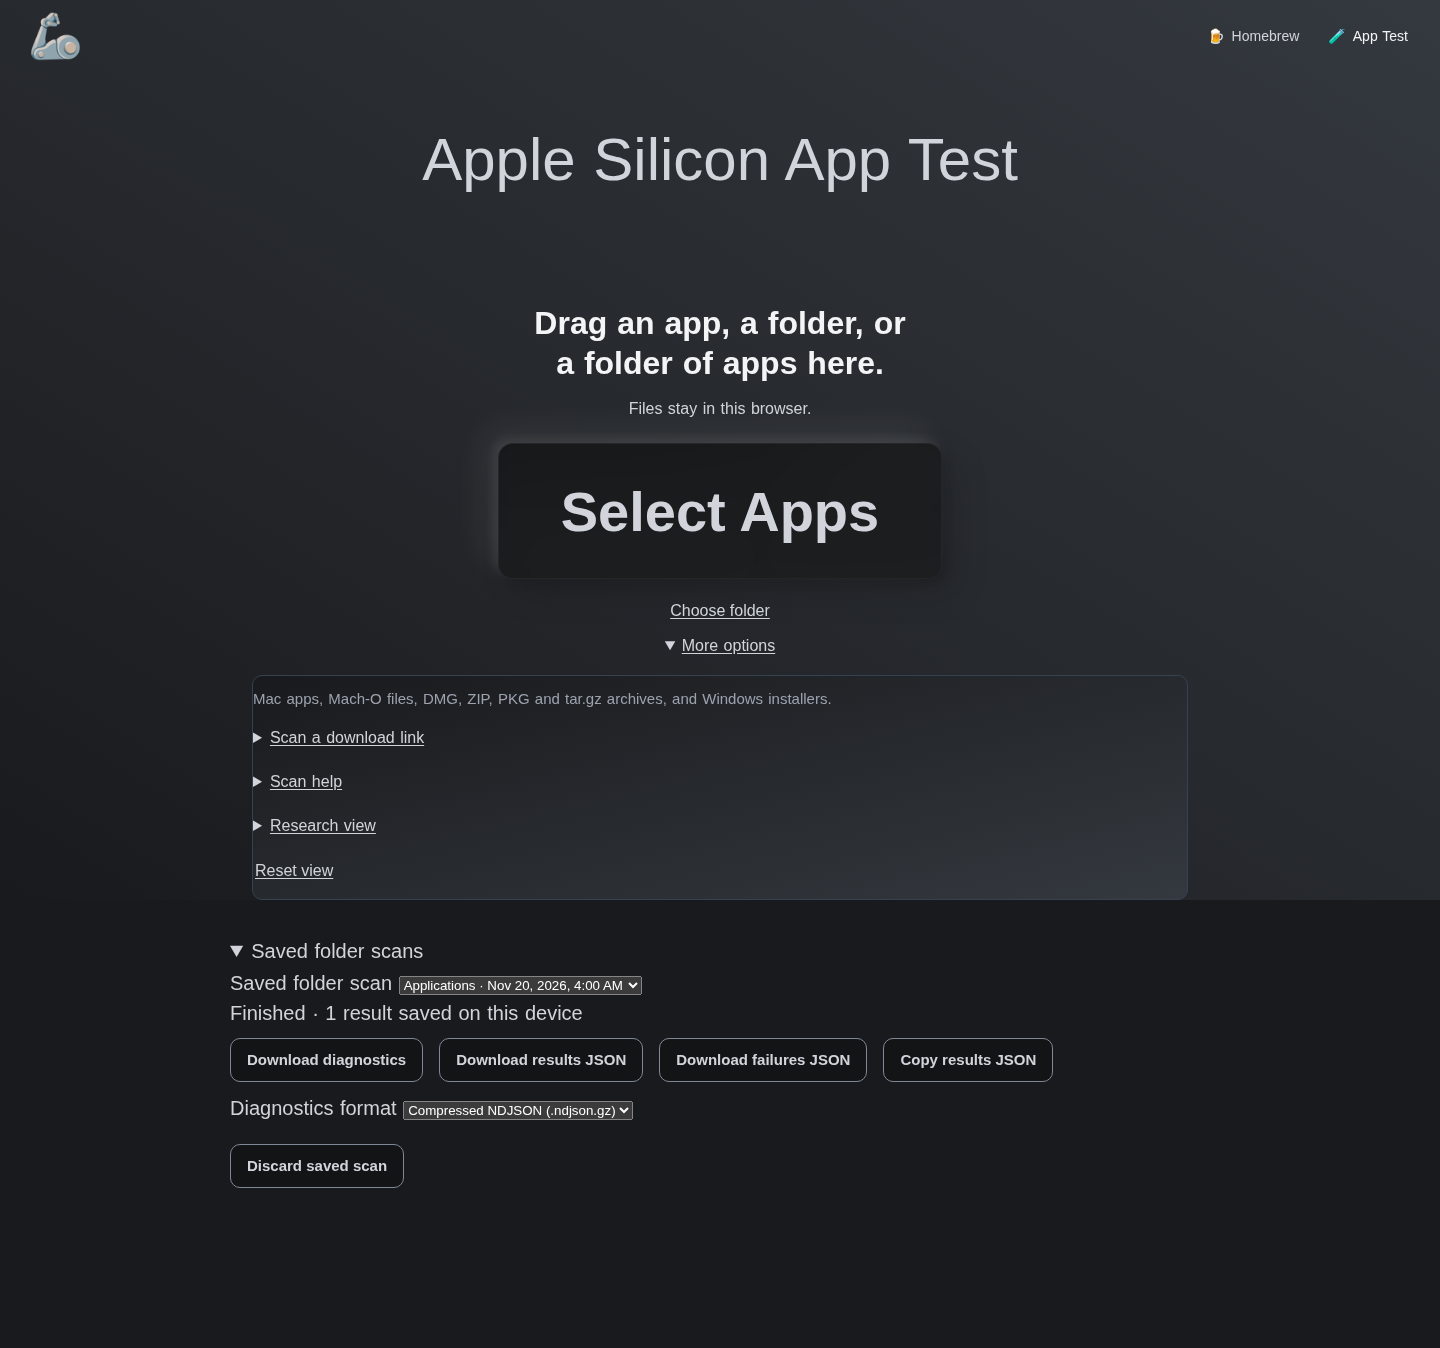 Homebrew
App Test
Apple Silicon App Test
Drag an app, a folder, or
a folder of apps here.
Files stay in this browser.
Select Apps
Choose folder
More options
Mac apps, Mach-O files, DMG, ZIP, PKG and tar.gz archives, and Windows installers.
Scan a download link
Scan help
Research view
Reset view
Saved folder scans
Saved folder scan Applications · Nov 20, 2026, 4:00 AM
Finished · 1 result saved on this device
Download diagnostics Download results JSON Download failures JSON Copy results JSON
Diagnostics format Compressed NDJSON (.ndjson.gz)
Discard saved scan